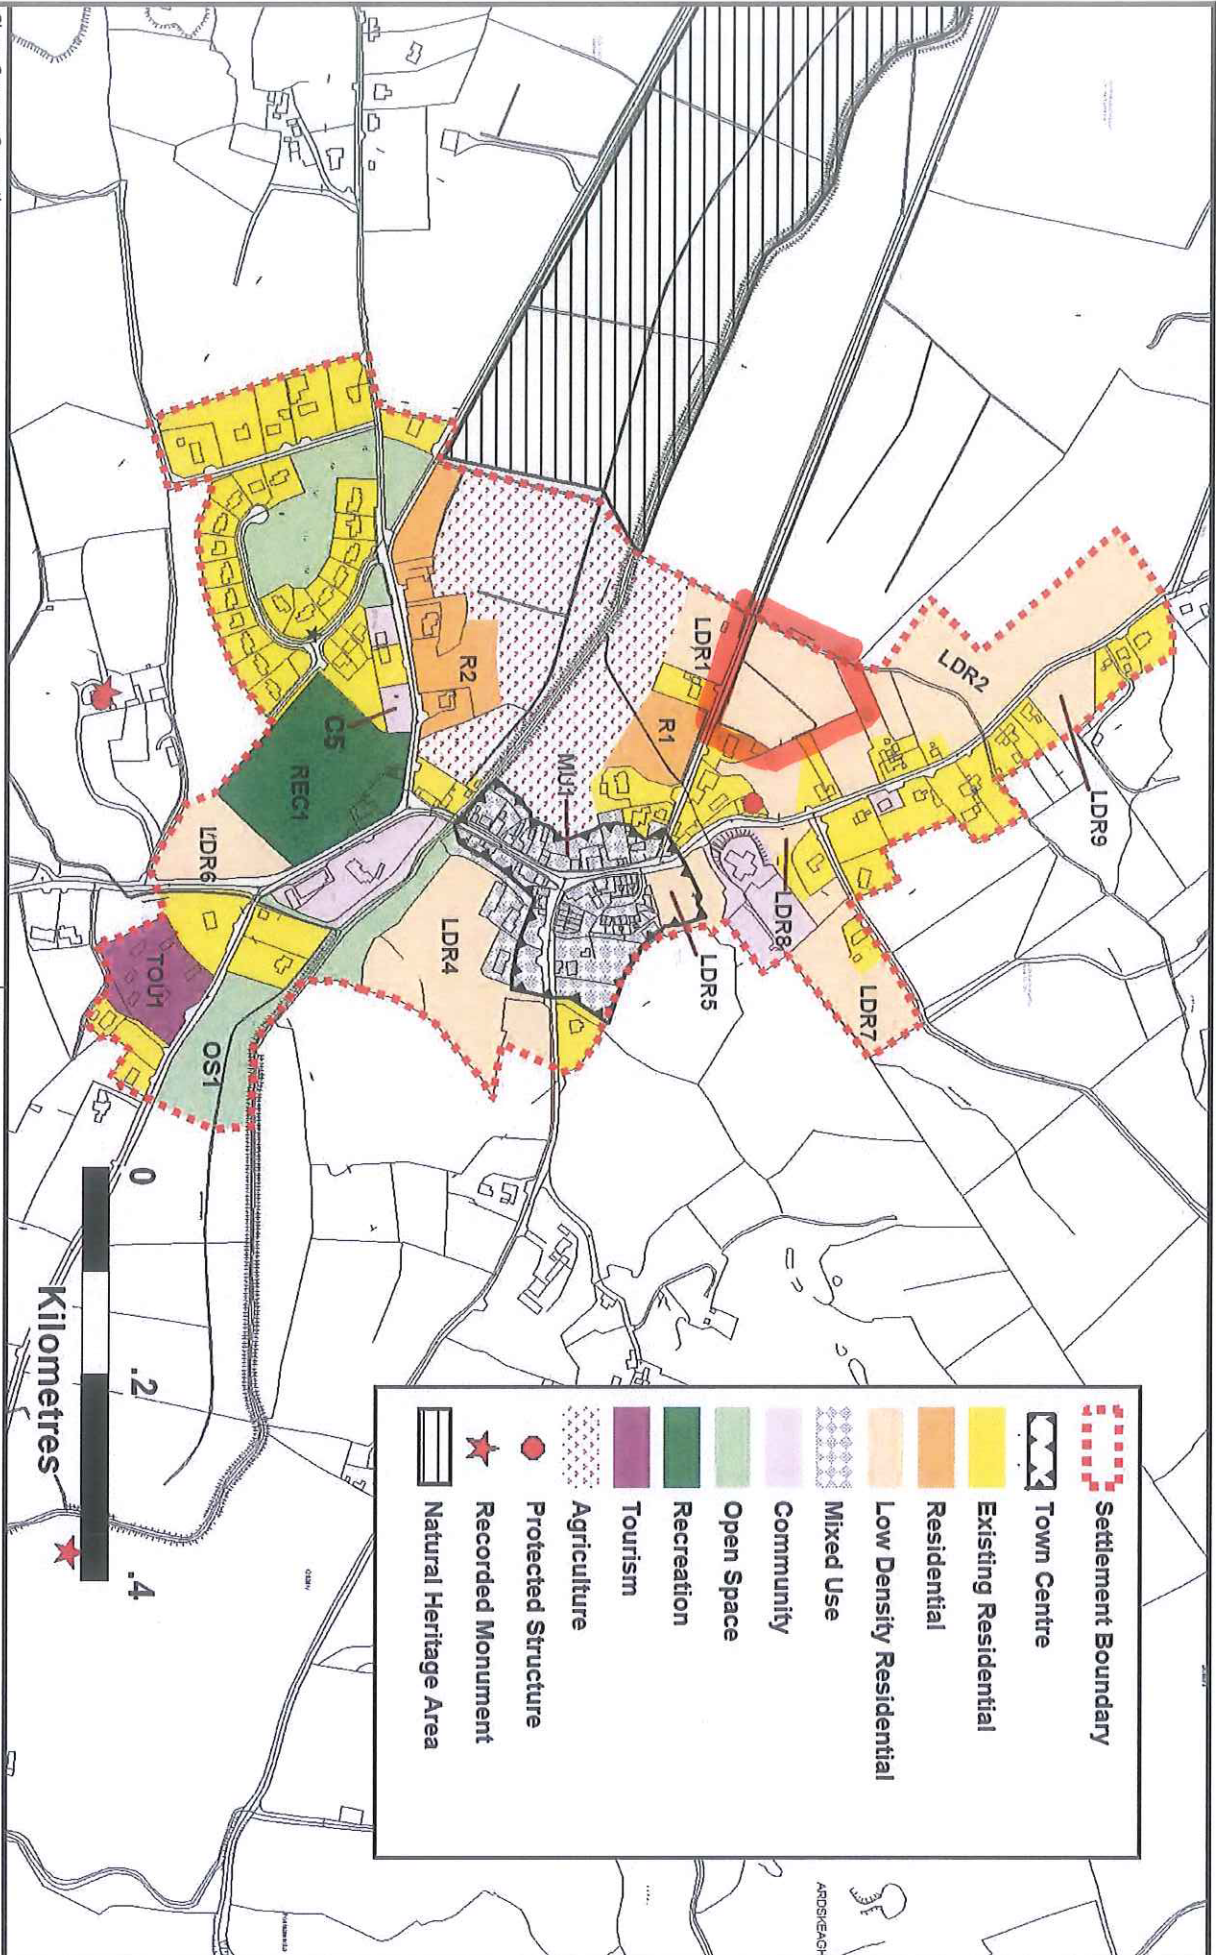 LDR2
LDR9
LDR1
R1
LDR8
LDR7
LDR5
MU1
R2
C5
REC1
LDR4
LDR6
TOU1
OS1
Settlement Boundary
Town Centre
Existing Residential
Residential
Low Density Residential
Mixed Use
Community
Open Space
Recreation
Tourism
Agriculture
Protected Structure
Recorded Monument
Natural Heritage Area
0 .2 .4
Kilometres